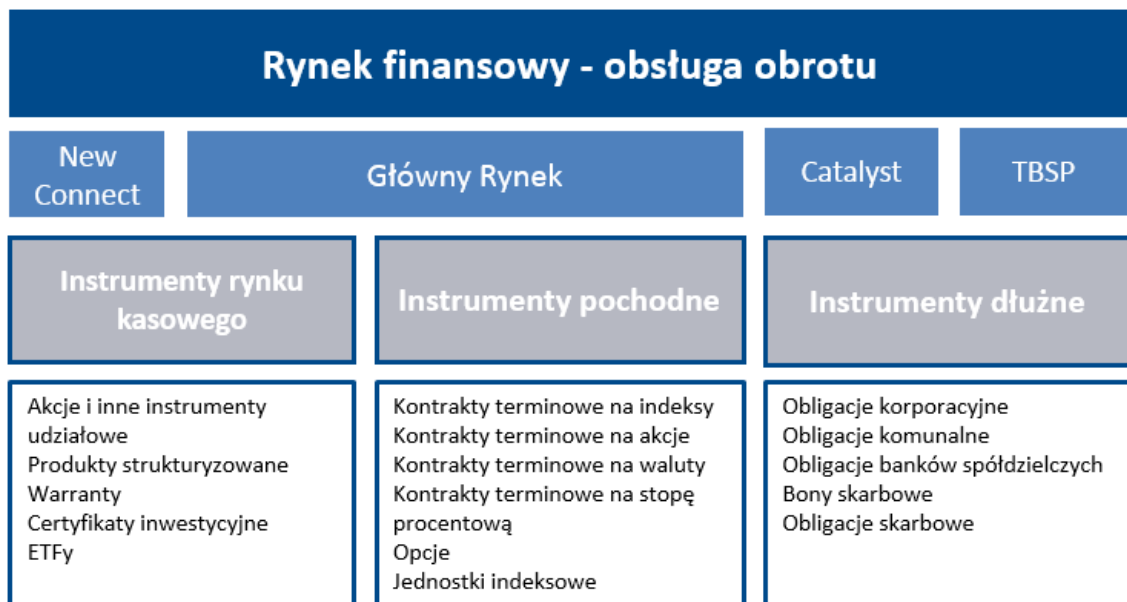 Rynek finansowy - obsługa obrotu
New
Connect
Główny Rynek
Catalyst
TBSP
Instrumenty rynku
kasowego
Instrumenty pochodne
Instrumenty dłużne
Akcje i inne instrumenty
udziałowe
Produkty strukturyzowane
Warranty
Certyfikaty inwestycyjne
ETFy
Kontrakty terminowe na indeksy
Kontrakty terminowe na akcje
Kontrakty terminowe na waluty
Kontrakty terminowe na stopę
procentową
Opcje
Jednostki indeksowe
Obligacje korporacyjne
Obligacje komunalne
Obligacje banków spółdzielczych
Bony skarbowe
Obligacje skarbowe